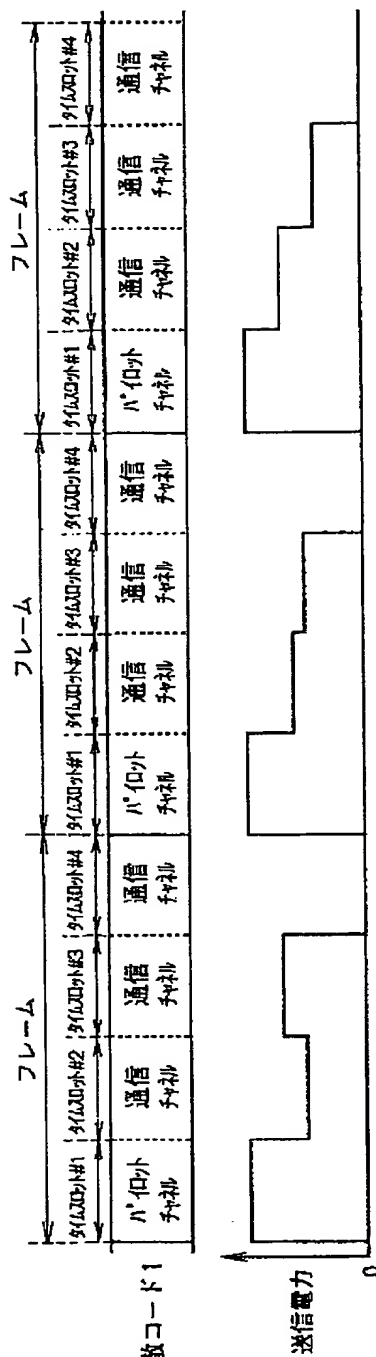 フレーム
フレーム
フレーム
タイムスロット#1
タイムスロット#2
タイムスロット#3
タイムスロット#4
タイムスロット#1
タイムスロット#2
タイムスロット#3
タイムスロット#4
タイムスロット#1
タイムスロット#2
タイムスロット#3
タイムスロット#4
散コード1
パイロット
チャネル
通信
チャネル
通信
チャネル
通信
チャネル
パイロット
チャネル
通信
チャネル
通信
チャネル
通信
チャネル
パイロット
チャネル
通信
チャネル
通信
チャネル
通信
チャネル
送信電力
0